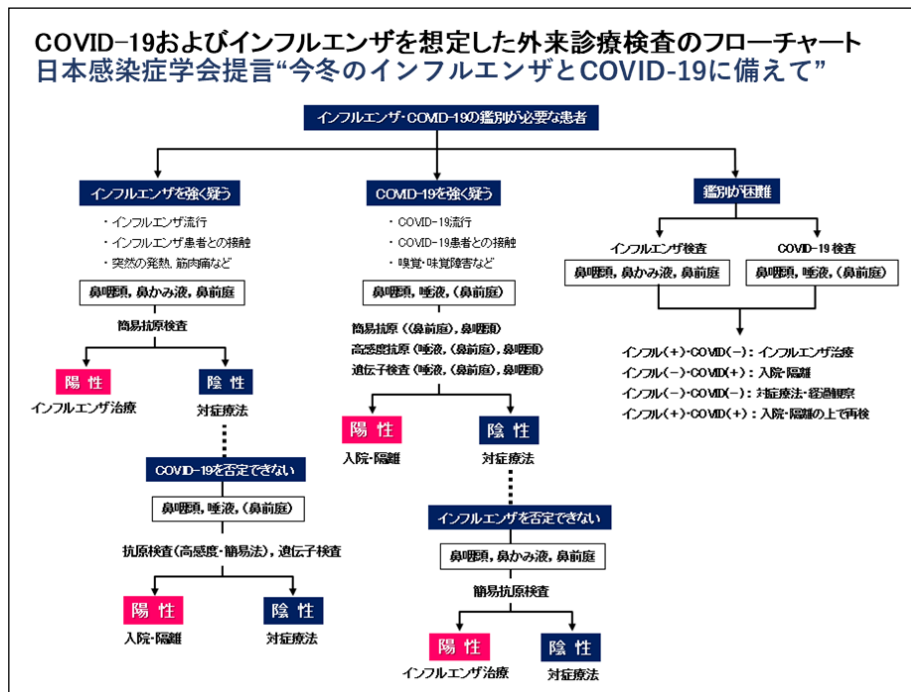 COVID-19およびインフルエンザを想定した外来診療検査のフローチャート
日本感染症学会提言“今冬のインフルエンザとCOVID-19に備えて”
インフルエンザ・COMD-19の鑑別が必要な患者
インフルエンザを強く疑う
・インフルエンザ流行
・インフルエンザ患者との接触
・突然の発熱, 筋肉痛など
鼻咽頭, 鼻かみ液, 鼻前庭
簡易抗原検査
陽 性
インフルエンザ治療
陰 性
対症療法
COVID-19を否定できない
鼻咽頭, 唾液, (鼻前庭)
抗原検査(高感度・簡易法), 遺伝子検査
陽 性
入院・隔離
陰 性
対症療法
COVID-19を強く疑う
・COVID-19流行
・COVID-19患者との接触
・嗅覚・味覚障害など
鼻咽頭, 唾液, (鼻前庭)
簡易抗原 ((鼻前庭), 鼻咽頭)
高感度抗原 (唾液, (鼻前庭), 鼻咽頭)
遺伝子検査 (唾液, (鼻前庭), 鼻咽頭)
陽 性
入院・隔離
陰 性
対症療法
インフルエンザを否定できない
鼻咽頭, 鼻かみ液, 鼻前庭
簡易抗原検査
陽 性
インフルエンザ治療
陰 性
対症療法
鑑別が困難
インフルエンザ検査
鼻咽頭, 鼻かみ液, 鼻前庭
COVID-19 検査
鼻咽頭, 唾液, (鼻前庭)
インフル(+)・COVID(−) : インフルエンザ治療
インフル(−)・COVID(+) : 入院・隔離
インフル(−)・COVID(−) : 対症療法・経過観察
インフル(+)・COVID(+) : 入院・隔離の上で再検